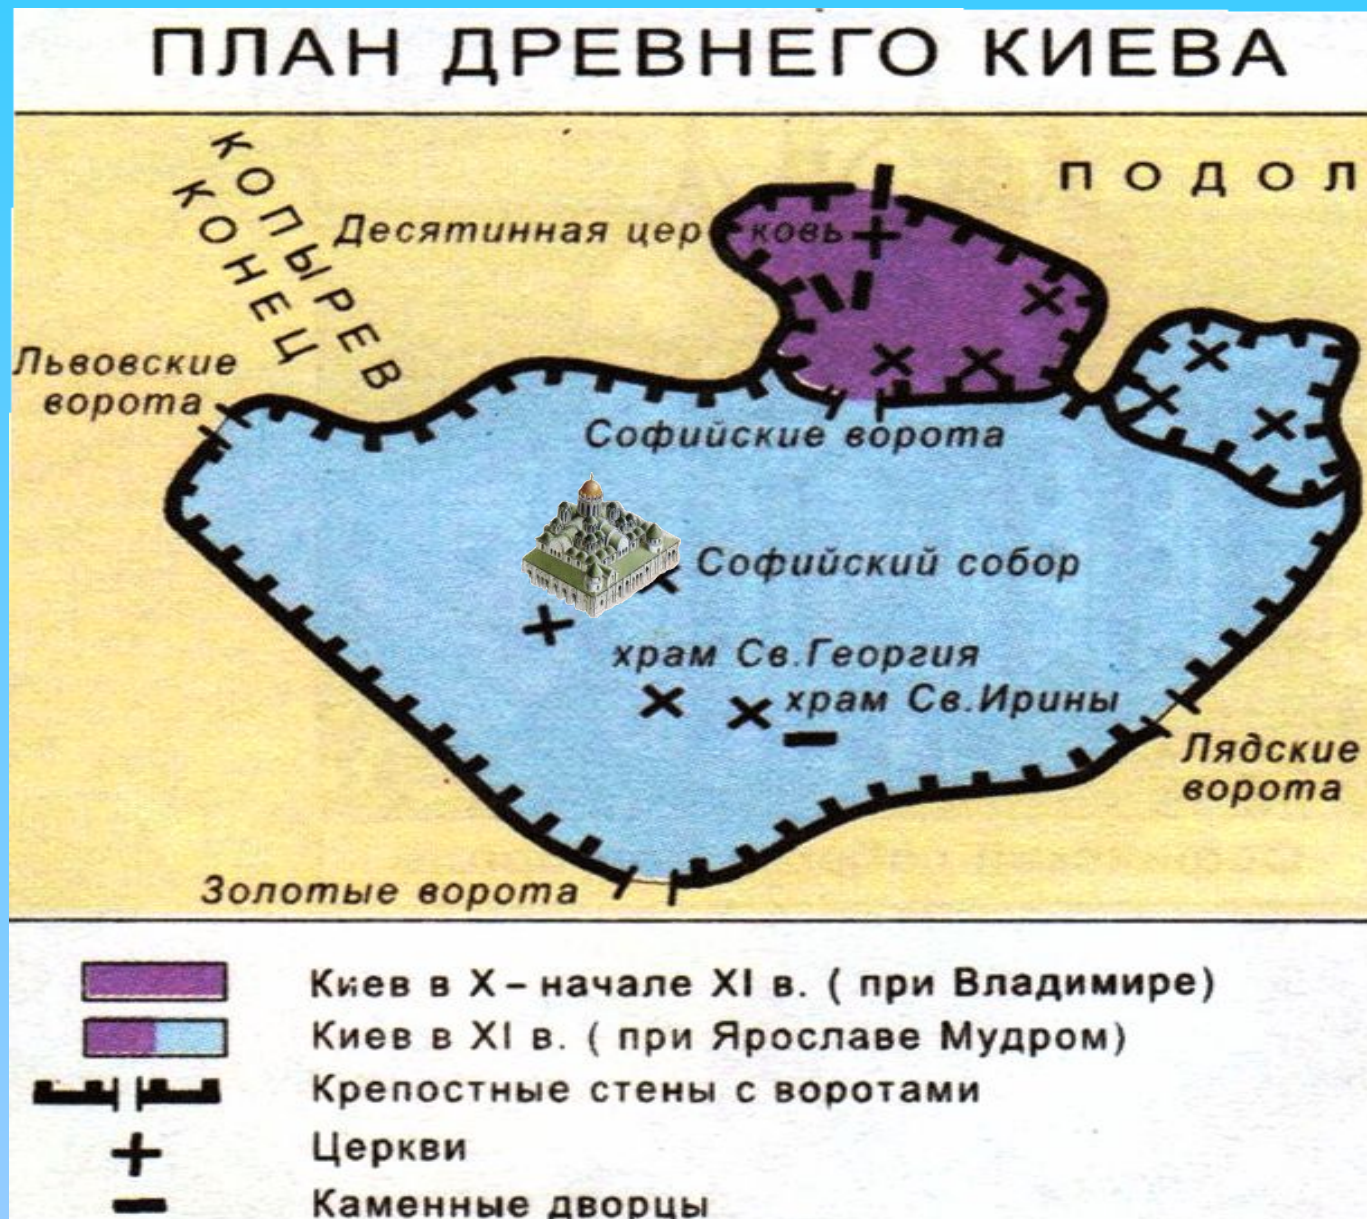 ПЛАН ДРЕВНЕГО КИЕВА
КОПЫРЕВ
КОНЕЦ
ПОДОЛ
Десятинная церковь
Львовские
ворота
Софийские ворота
Софийский собор
храм Св.Георгия
храм Св.Ирины
Лядские
ворота
Золотые ворота
Киев в X – начале XI в. ( при Владимире)
Киев в XI в. ( при Ярославе Мудром)
Крепостные стены с воротами
Церкви
Каменные дворцы